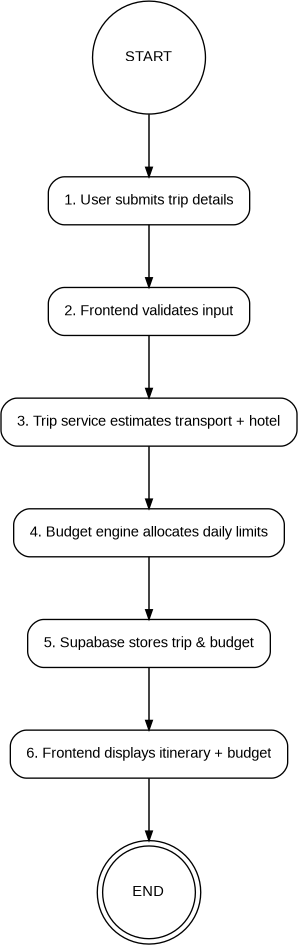 START
1. User submits trip details
2. Frontend validates input
3. Trip service estimates transport + hotel
4. Budget engine allocates daily limits
5. Supabase stores trip & budget
6. Frontend displays itinerary + budget
END